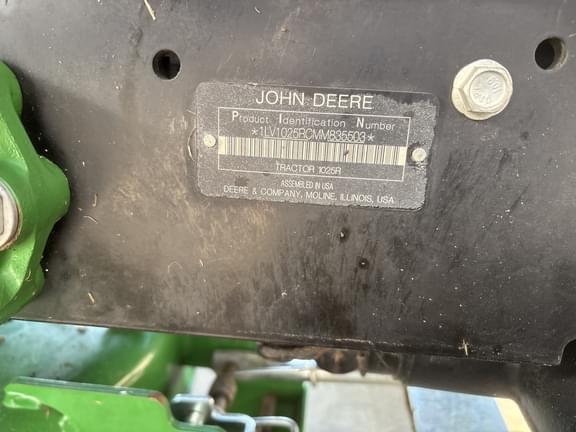 JOHN DEERE
Product Identification Number
*1LV1025RCMM835503*
TRACTOR 1025R
ASSEMBLED IN USA
DEERE & COMPANY, MOLINE, ILLINOIS, USA